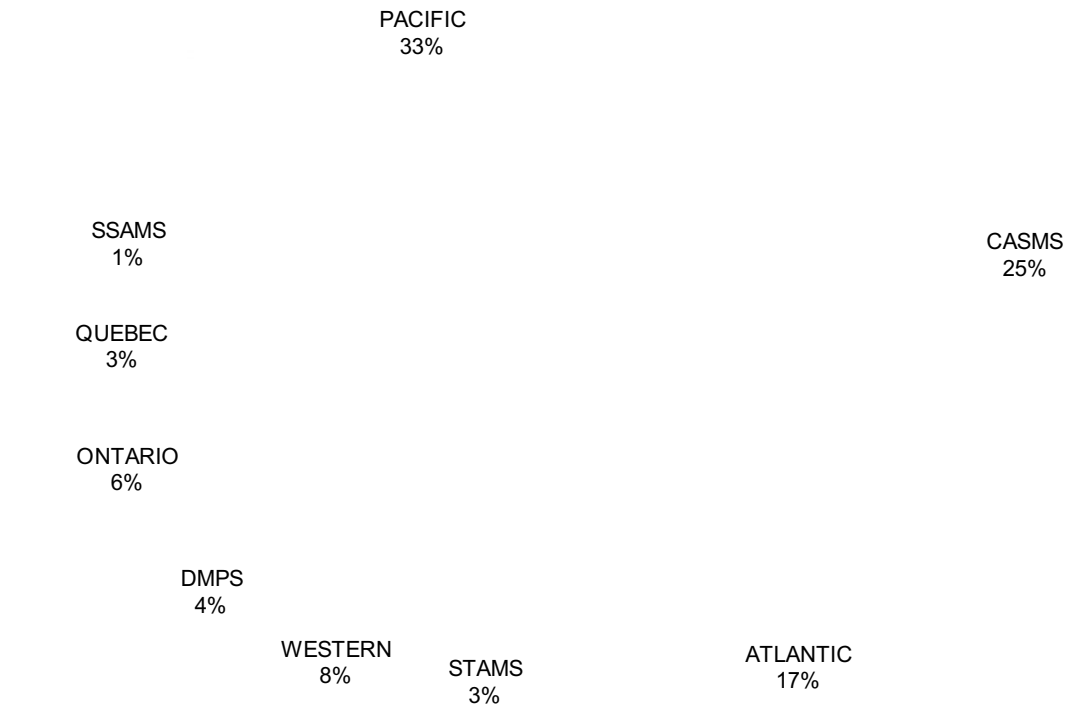 PACIFIC
33%
SSAMS
1%
CASMS
25%
QUEBEC
3%
ONTARIO
6%
DMPS
4%
WESTERN
8%
STAMS
3%
ATLANTIC
17%